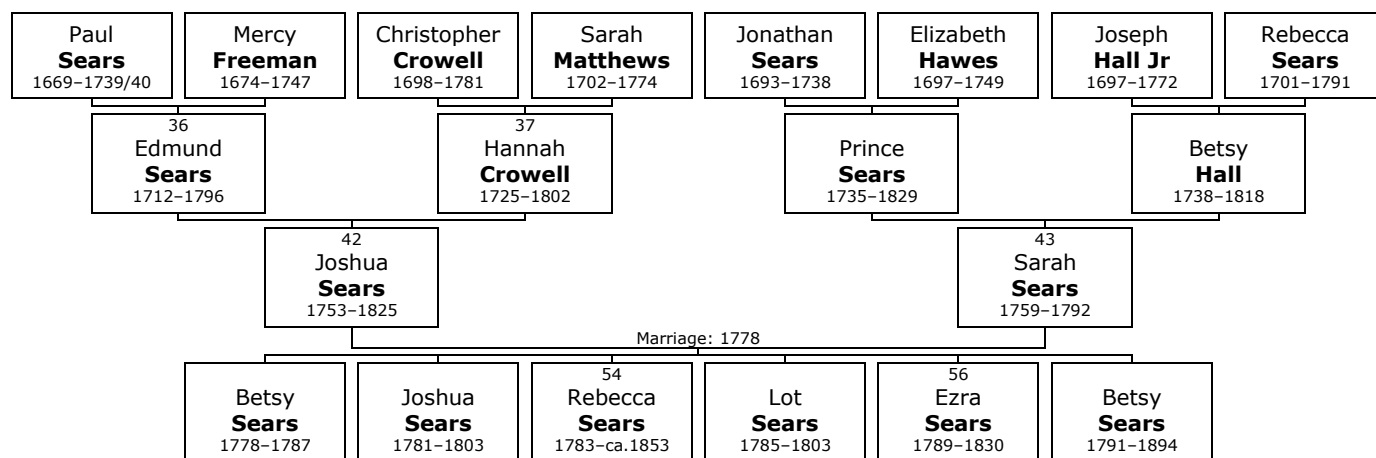 Paul
Sears
1669–1739/40
Mercy
Freeman
1674–1747
Christopher
Crowell
1698–1781
Sarah
Matthews
1702–1774
Jonathan
Sears
1693–1738
Elizabeth
Hawes
1697–1749
Joseph
Hall Jr
1697–1772
Rebecca
Sears
1701–1791
36
Edmund
Sears
1712–1796
37
Hannah
Crowell
1725–1802
Prince
Sears
1735–1829
Betsy
Hall
1738–1818
42
Joshua
Sears
1753–1825
43
Sarah
Sears
1759–1792
Marriage: 1778
Betsy
Sears
1778–1787
Joshua
Sears
1781–1803
54
Rebecca
Sears
1783–ca.1853
Lot
Sears
1785–1803
56
Ezra
Sears
1789–1830
Betsy
Sears
1791–1894